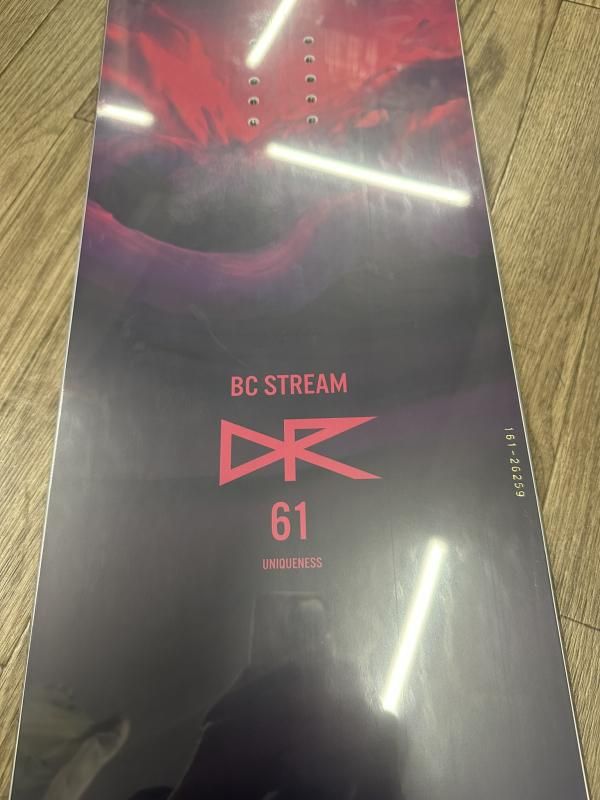 BC STREAM
DR
61
UNIQUENESS
161-26259